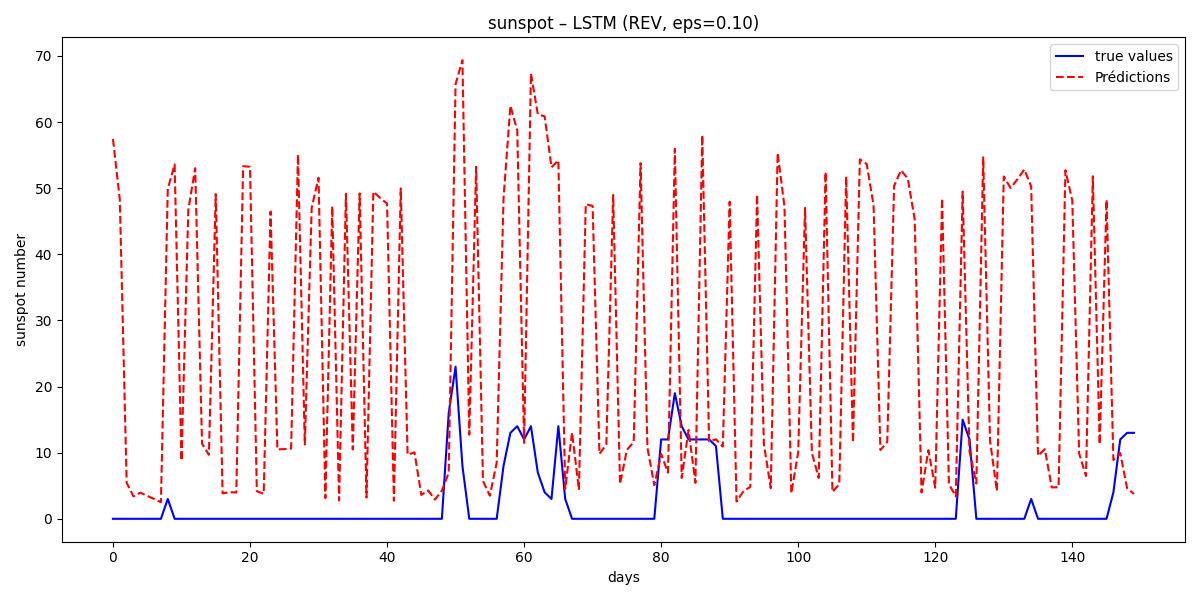 sunspot – LSTM (REV, eps=0.10)
true values
Prédictions
sunspot number
70
60
50
40
30
20
10
0
0 20 40 60 80 100 120 140
days